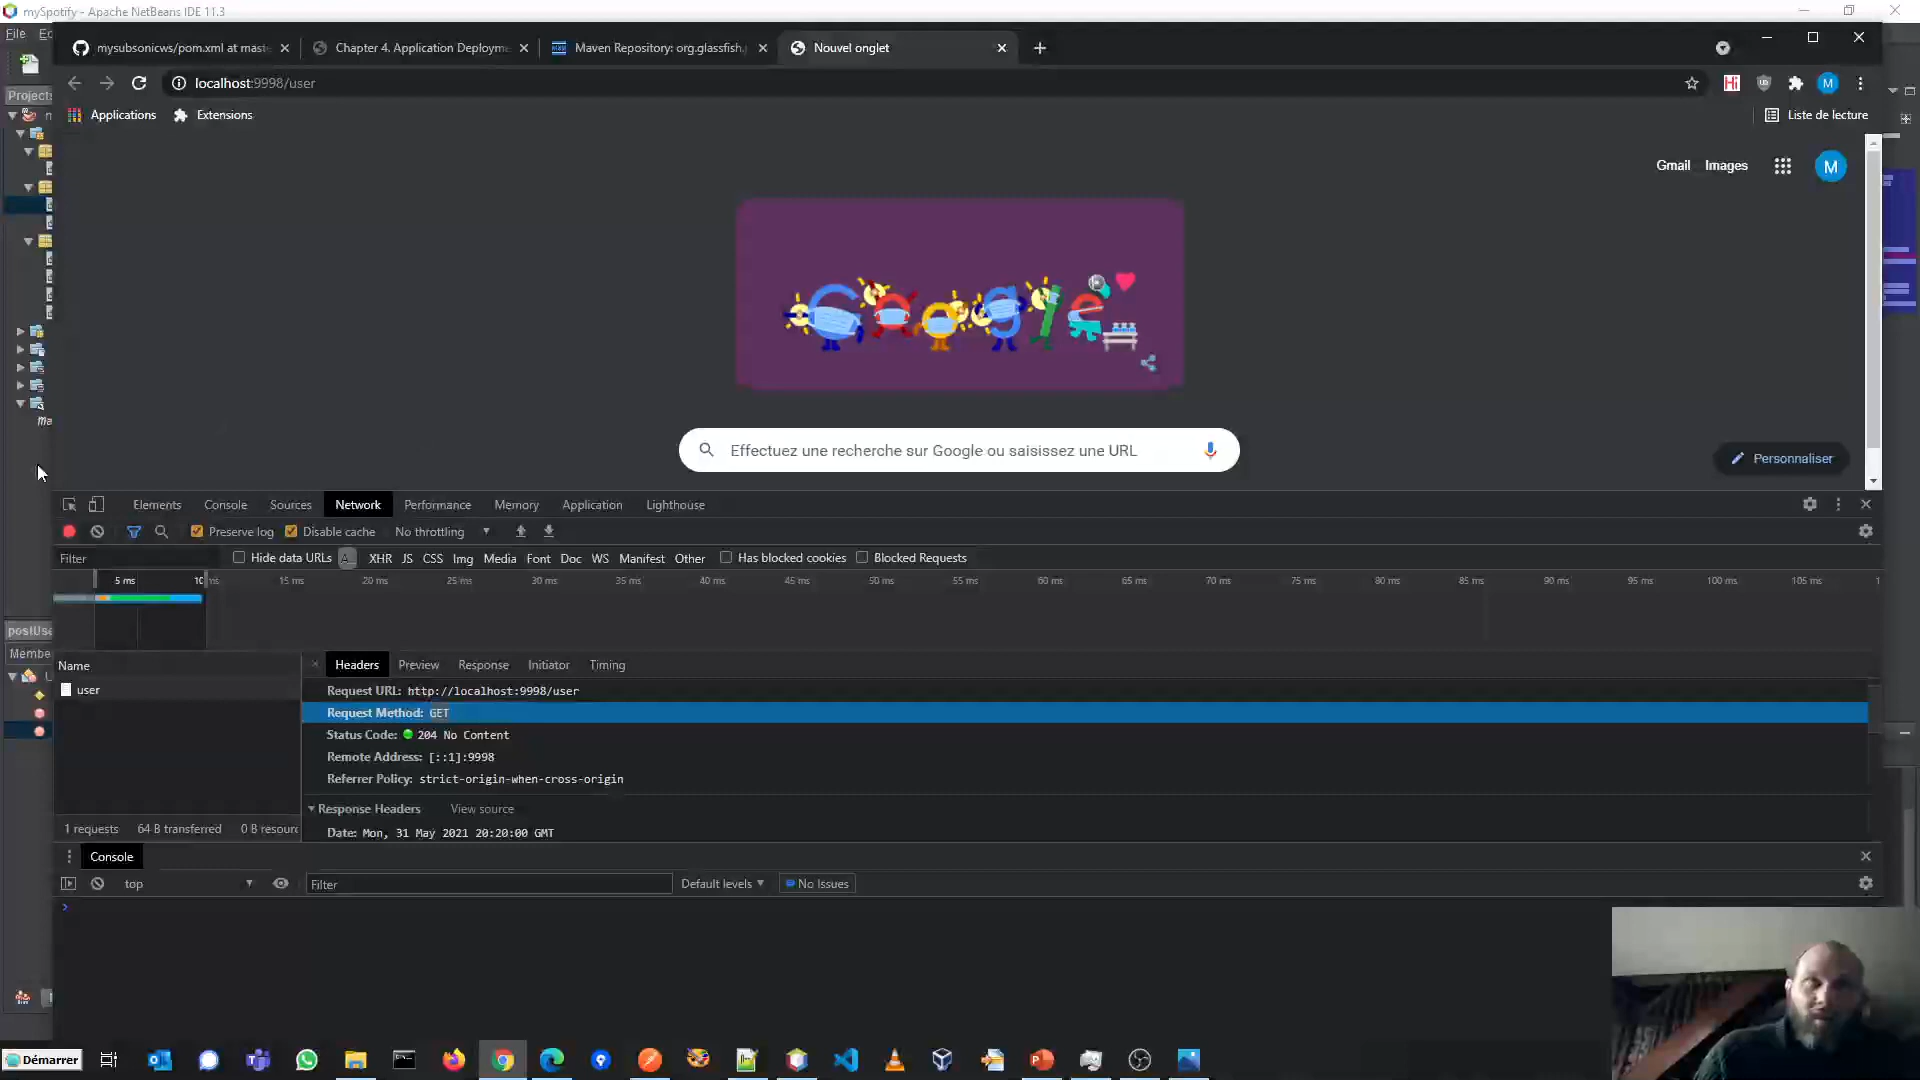 mySpotify - Apache NetBeans IDE 11.3
File
mysubsonicws/pom.xml at mast
Chapter 4. Application Deployme
Maven Repository: org.glassfish.
Nouvel onglet
localhost:9998/user
Projects
Applications
Extensions
Liste de lecture
Gmail
Images
M
Google
Effectuez une recherche sur Google ou saisissez une URL
Personnaliser
Elements
Console
Sources
Network
Performance
Memory
Application
Lighthouse
Preserve log
Disable cache
No throttling
Filter
Hide data URLs
XHR
JS
CSS
Img
Media
Font
Doc
WS
Manifest
Other
Has blocked cookies
Blocked Requests
5 ms
15 ms
20 ms
25 ms
30 ms
35 ms
40 ms
45 ms
50 ms
55 ms
60 ms
65 ms
70 ms
75 ms
80 ms
85 ms
90 ms
95 ms
100 ms
105 ms
postUse
Membe
Name
Headers
Preview
Response
Initiator
Timing
user
Request URL: http://localhost:9998/user
Request Method: GET
Status Code: 204 No Content
Remote Address: [::1]:9998
Referrer Policy: strict-origin-when-cross-origin
Response Headers
View source
Date: Mon, 31 May 2021 20:20:00 GMT
1 requests
64 B transferred
0 B resourc
Console
top
Filter
Default levels
No Issues
Démarrer